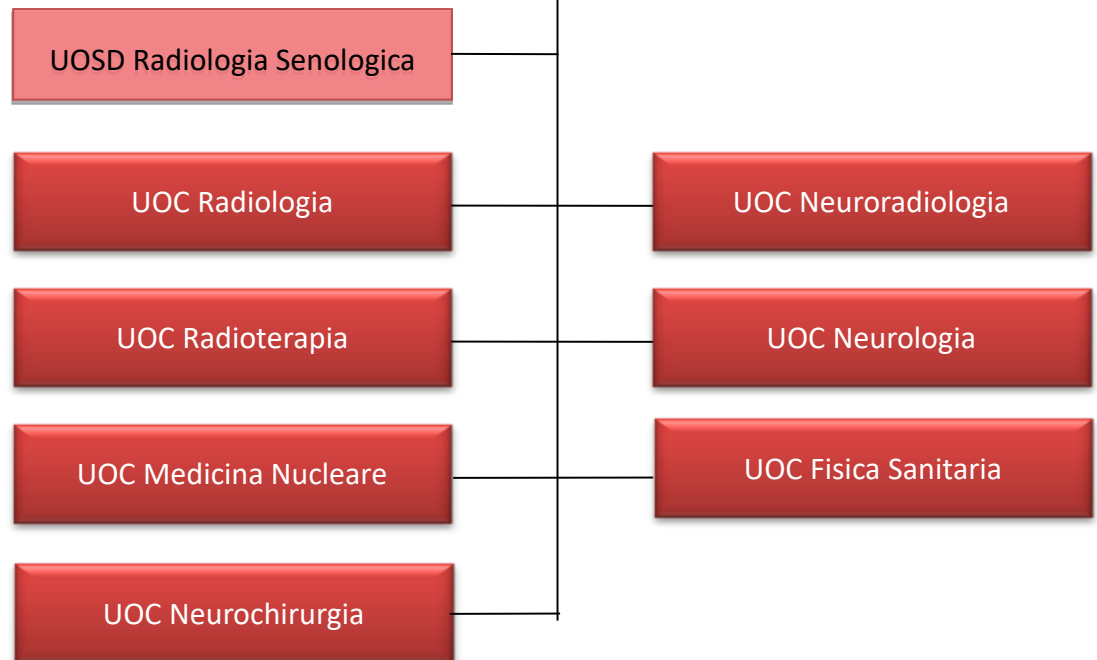 UOSD Radiologia Senologica
UOC Radiologia
UOC Neuroradiologia
UOC Radioterapia
UOC Neurologia
UOC Medicina Nucleare
UOC Fisica Sanitaria
UOC Neurochirurgia